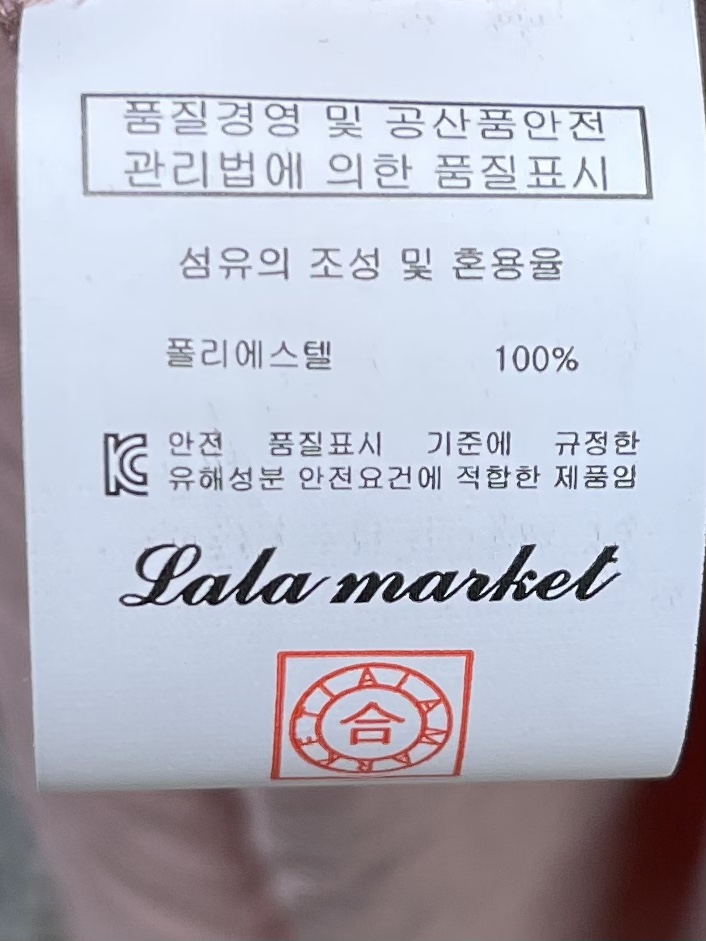 품질경영 및 공산품안전
관리법에 의한 품질표시
섬유의 조성 및 혼용율
폴리에스텔 100%
안전 품질표시 기준에 규정한
유해성분 안전요건에 적합한 제품임
Lala market
합